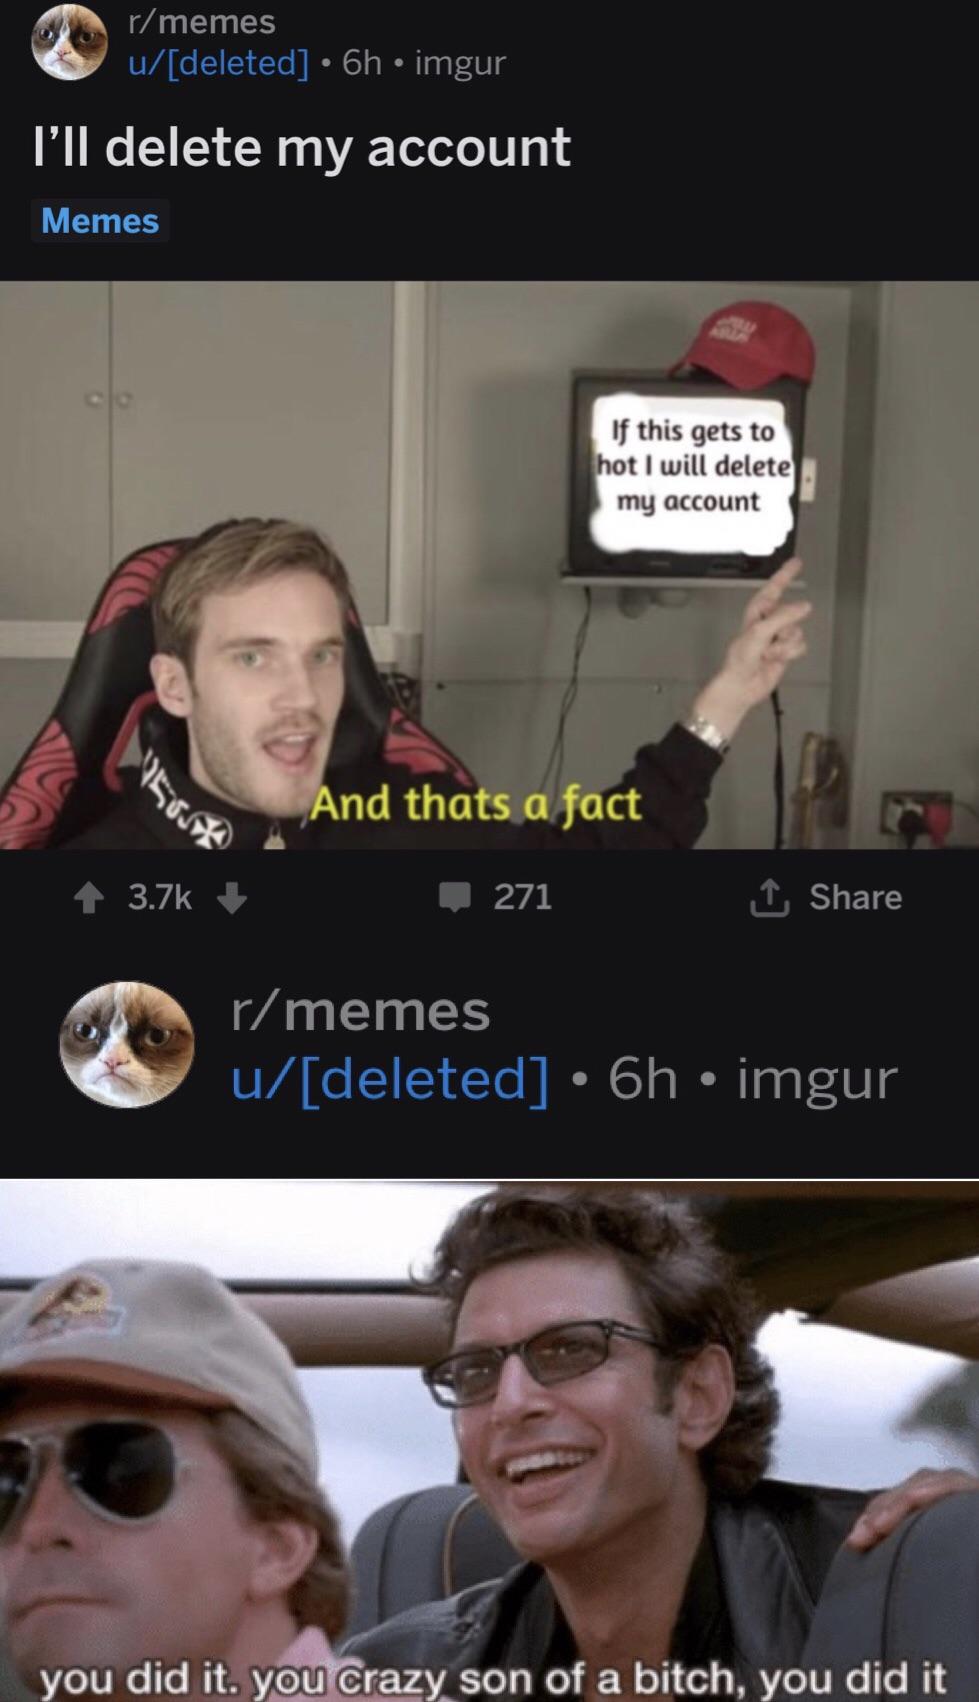 r/memes
u/[deleted] • 6h • imgur
I'll delete my account
Memes
If this gets to
hot I will delete
my account
And thats a fact
3.7k
271
Share
r/memes
u/[deleted] • 6h • imgur
you did it. you crazy son of a bitch, you did it